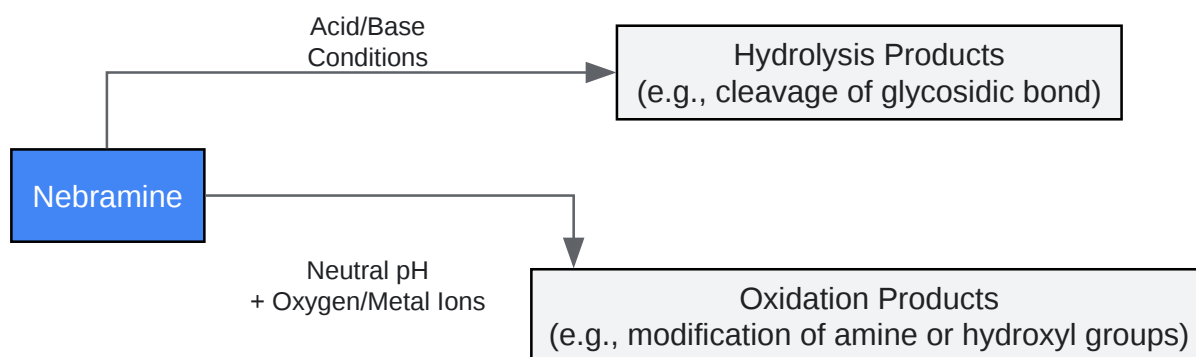 Acid/Base
Conditions
Hydrolysis Products
(e.g., cleavage of glycosidic bond)
Nebramine
Neutral pH
+ Oxygen/Metal Ions
Oxidation Products
(e.g., modification of amine or hydroxyl groups)